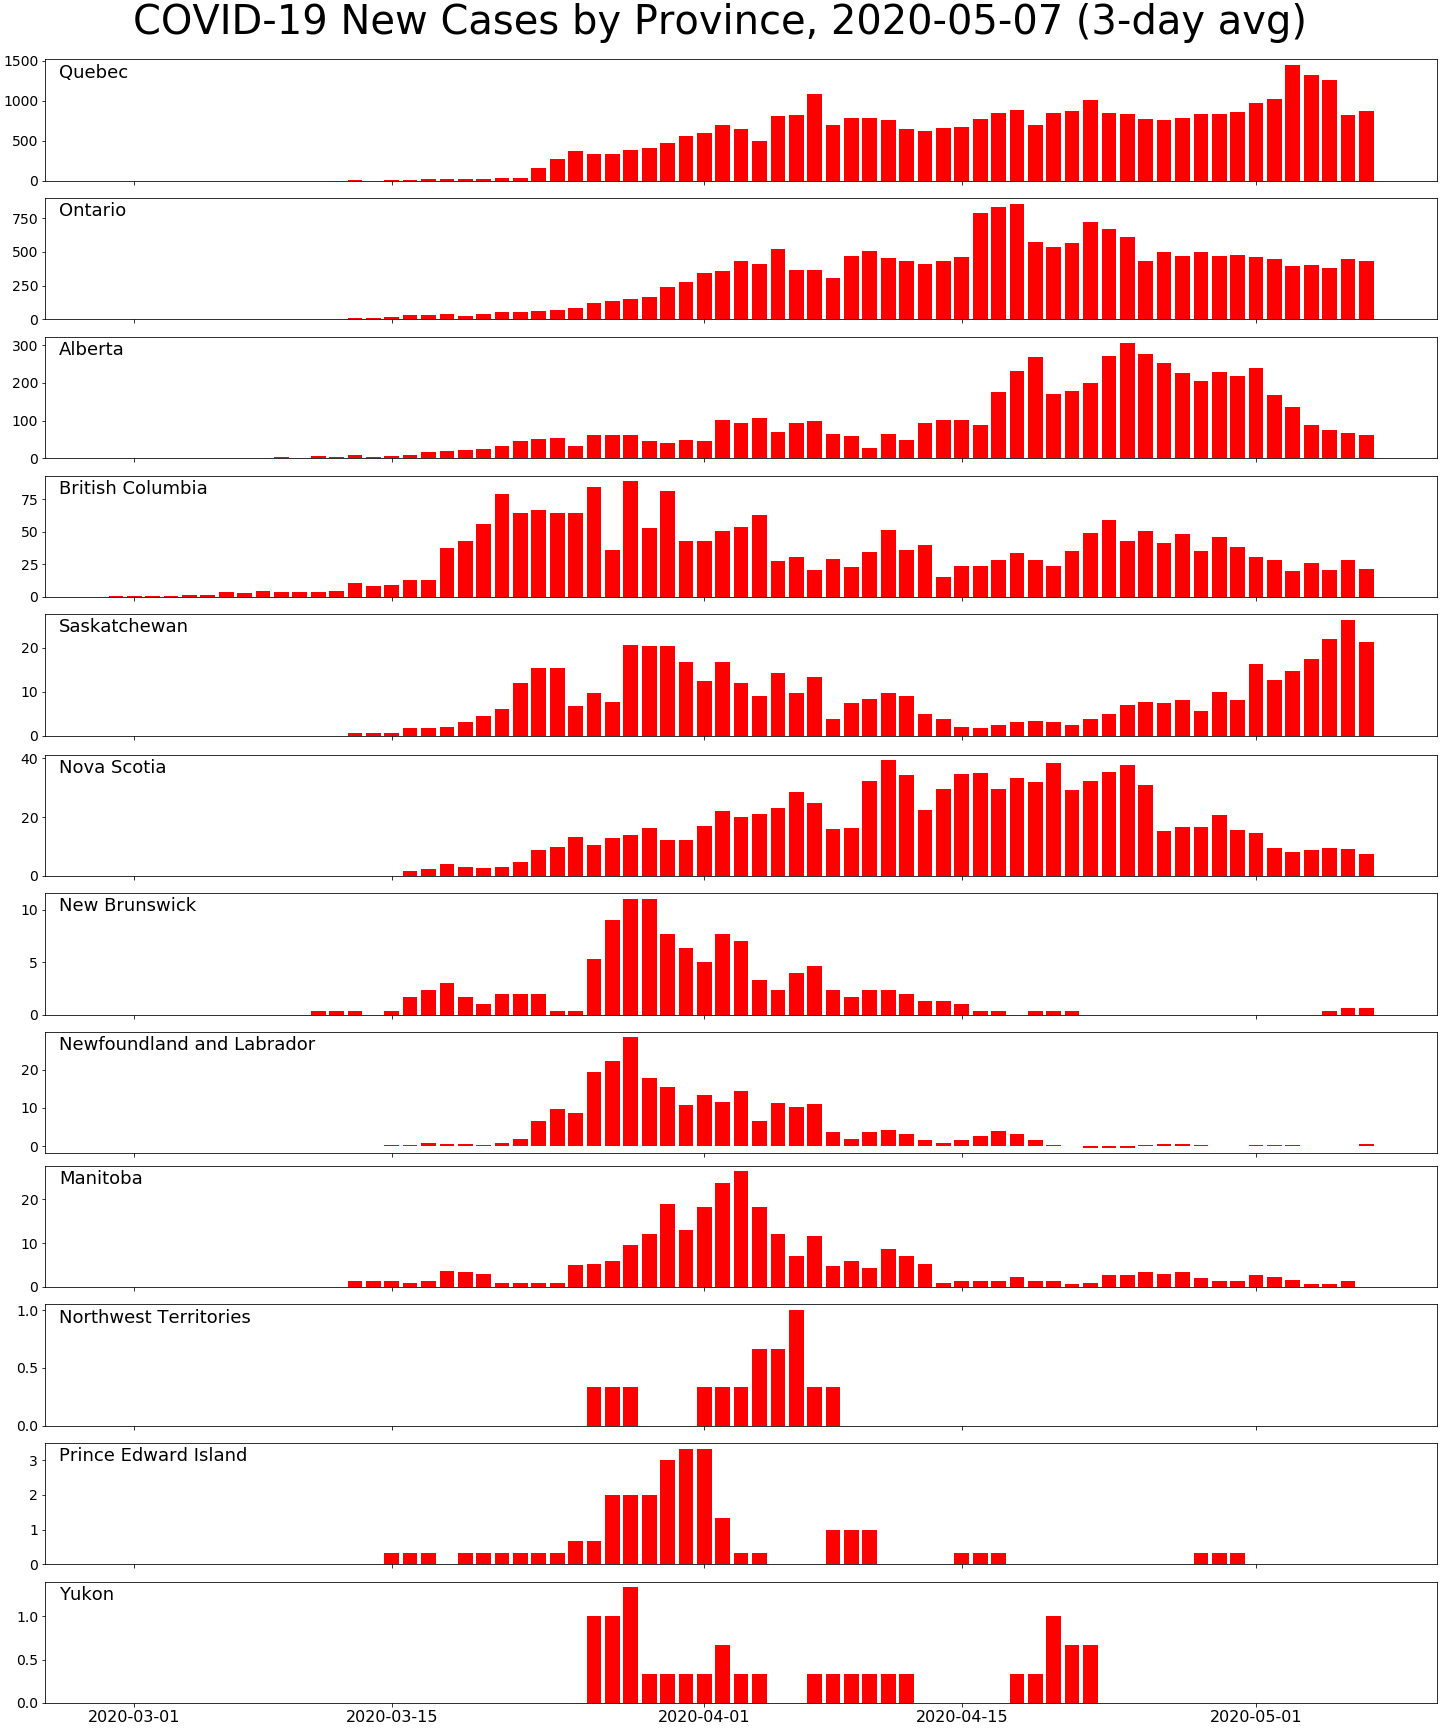 COVID-19 New Cases by Province, 2020-05-07 (3-day avg)
Quebec
1500
1000
500
0
Ontario
750
500
250
0
Alberta
300
200
100
0
British Columbia
75
50
25
0
Saskatchewan
20
10
0
Nova Scotia
40
20
0
New Brunswick
10
5
0
Newfoundland and Labrador
20
10
0
Manitoba
20
10
0
Northwest Territories
1.0
0.5
0.0
Prince Edward Island
3
2
1
0
Yukon
1.0
0.5
0.0
2020-03-01 2020-03-15 2020-04-01 2020-04-15 2020-05-01